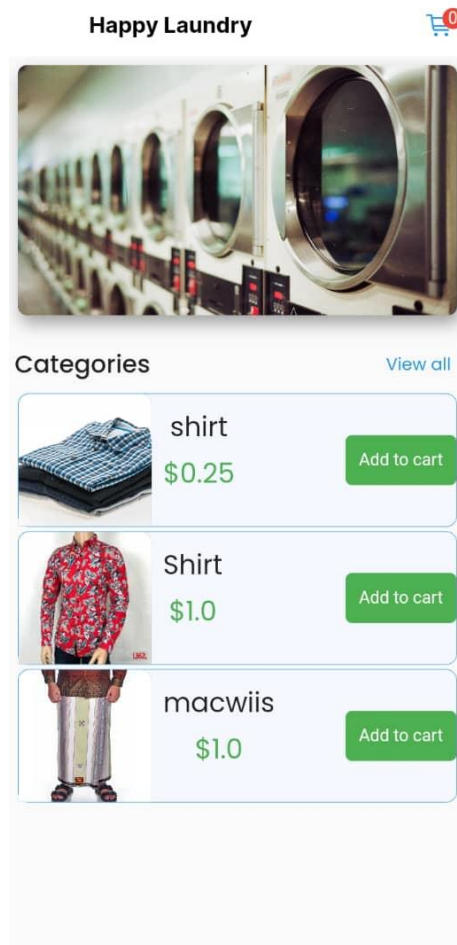 Happy Laundry
0
Categories
View all
shirt
$0.25
Add to cart
Shirt
$1.0
Add to cart
macwiis
$1.0
Add to cart